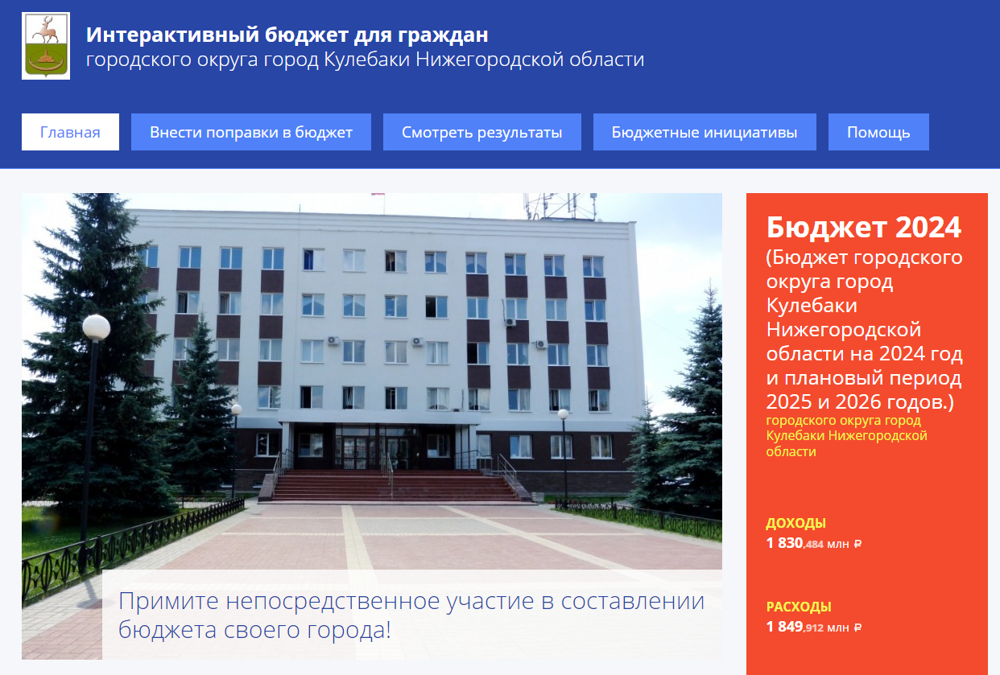 Интерактивный бюджет для граждан
городского округа город Кулебаки Нижегородской области
Главная
Внести поправки в бюджет
Смотреть результаты
Бюджетные инициативы
Помощь
Примите непосредственное участие в составлении
бюджета своего города!
Бюджет 2024
(Бюджет городского
округа город
Кулебаки
Нижегородской
области на 2024 год
и плановый период
2025 и 2026 годов.)
городского округа город
Кулебаки Нижегородской
области
ДОХОДЫ
1 830,484 млн ₽
РАСХОДЫ
1 849,912 млн ₽